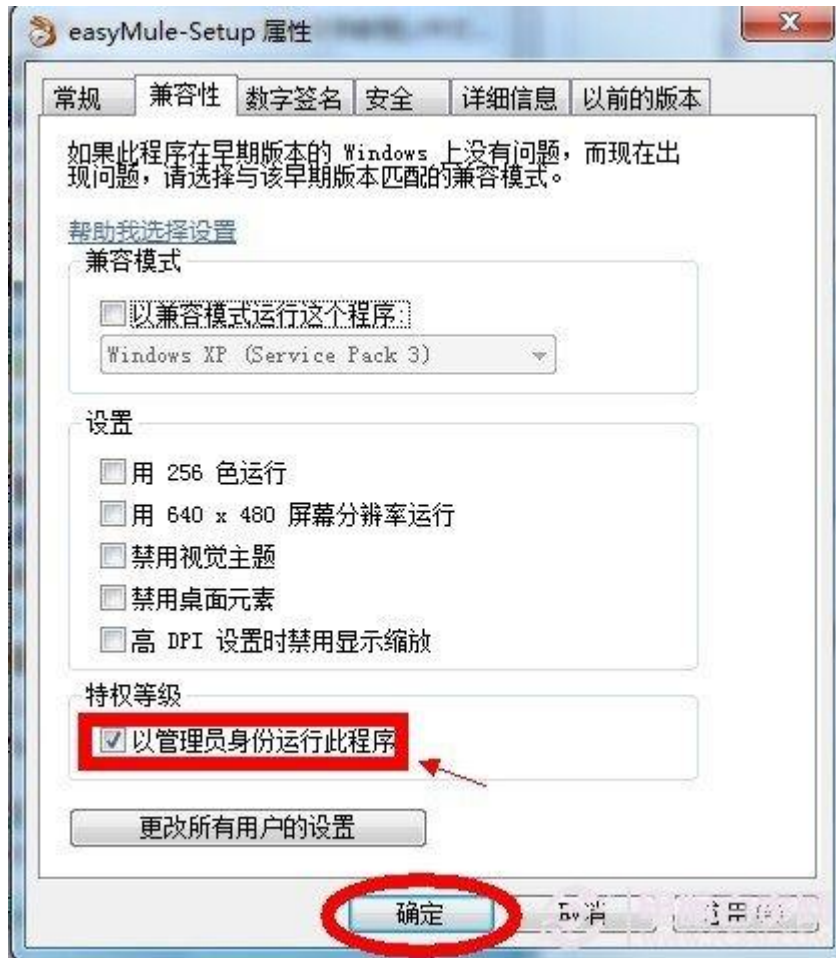 easyMule-Setup 属性
常规 兼容性 数字签名 安全 详细信息 以前的版本
如果此程序在早期版本的 Windows 上没有问题，而现在出
现问题，请选择与该早期版本匹配的兼容模式。
帮助我选择设置
兼容模式
以兼容模式运行这个程序:
Windows XP (Service Pack 3)
设置
用 256 色运行
用 640 x 480 屏幕分辨率运行
禁用视觉主题
禁用桌面元素
高 DPI 设置时禁用显示缩放
特权等级
以管理员身份运行此程序
更改所有用户的设置
确定 取消